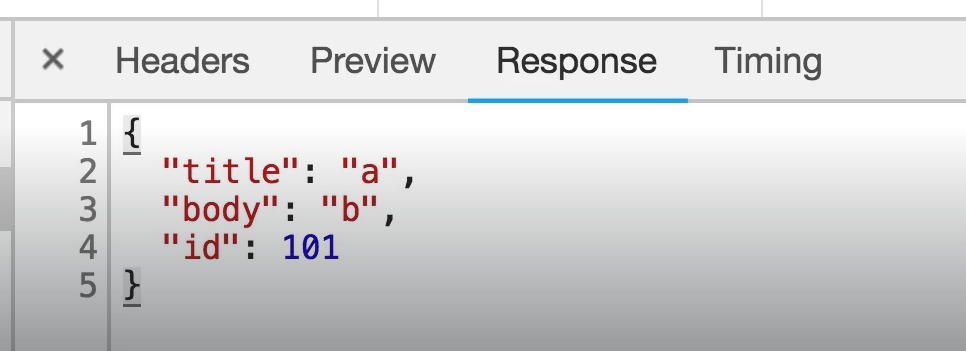 × Headers Preview Response Timing
1 {
2 "title": "a",
3 "body": "b",
4 "id": 101
5 }